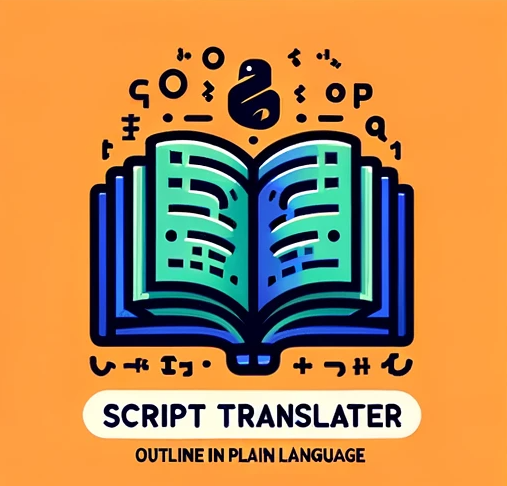 SCRIPT TRANSLATER
OUTLINE IN PLAIN LANGUAGE